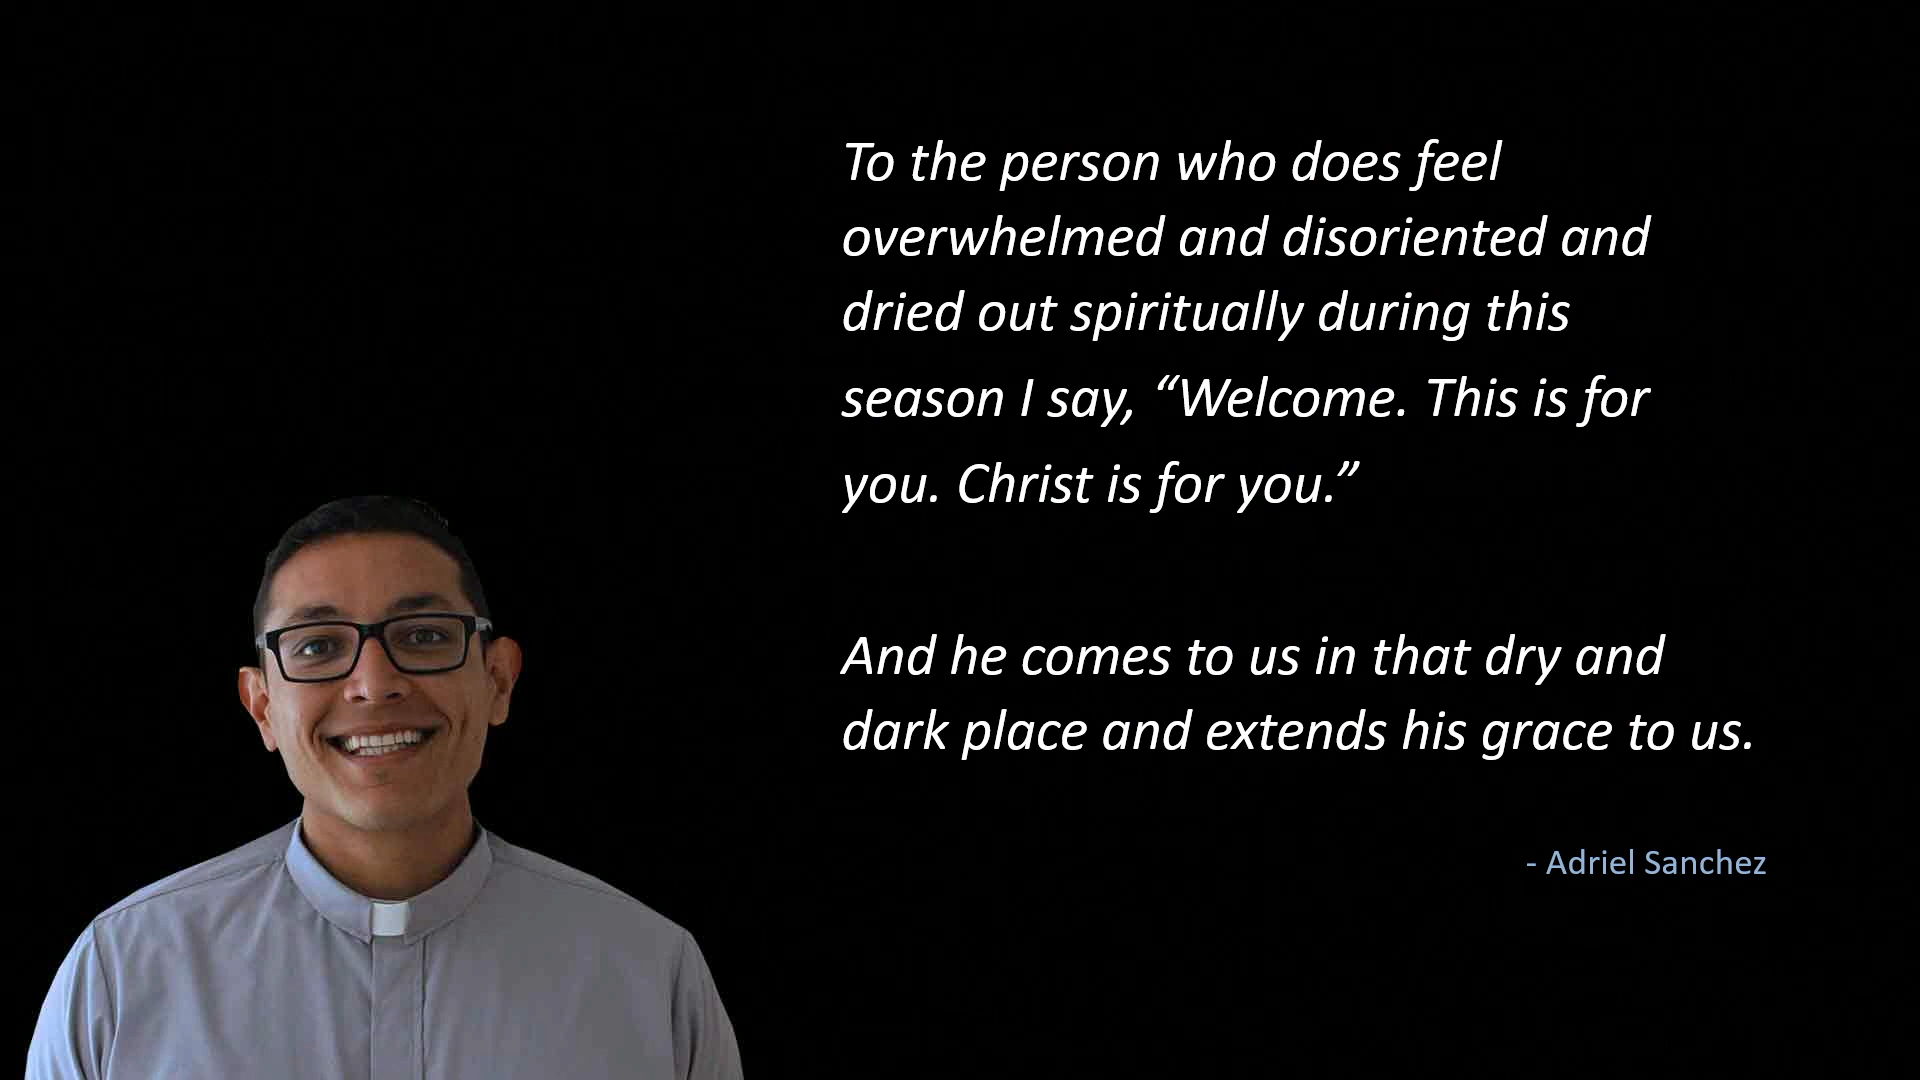 To the person who does feel
overwhelmed and disoriented and
dried out spiritually during this
season I say, “Welcome. This is for
you. Christ is for you.”
And he comes to us in that dry and
dark place and extends his grace to us.
- Adriel Sanchez